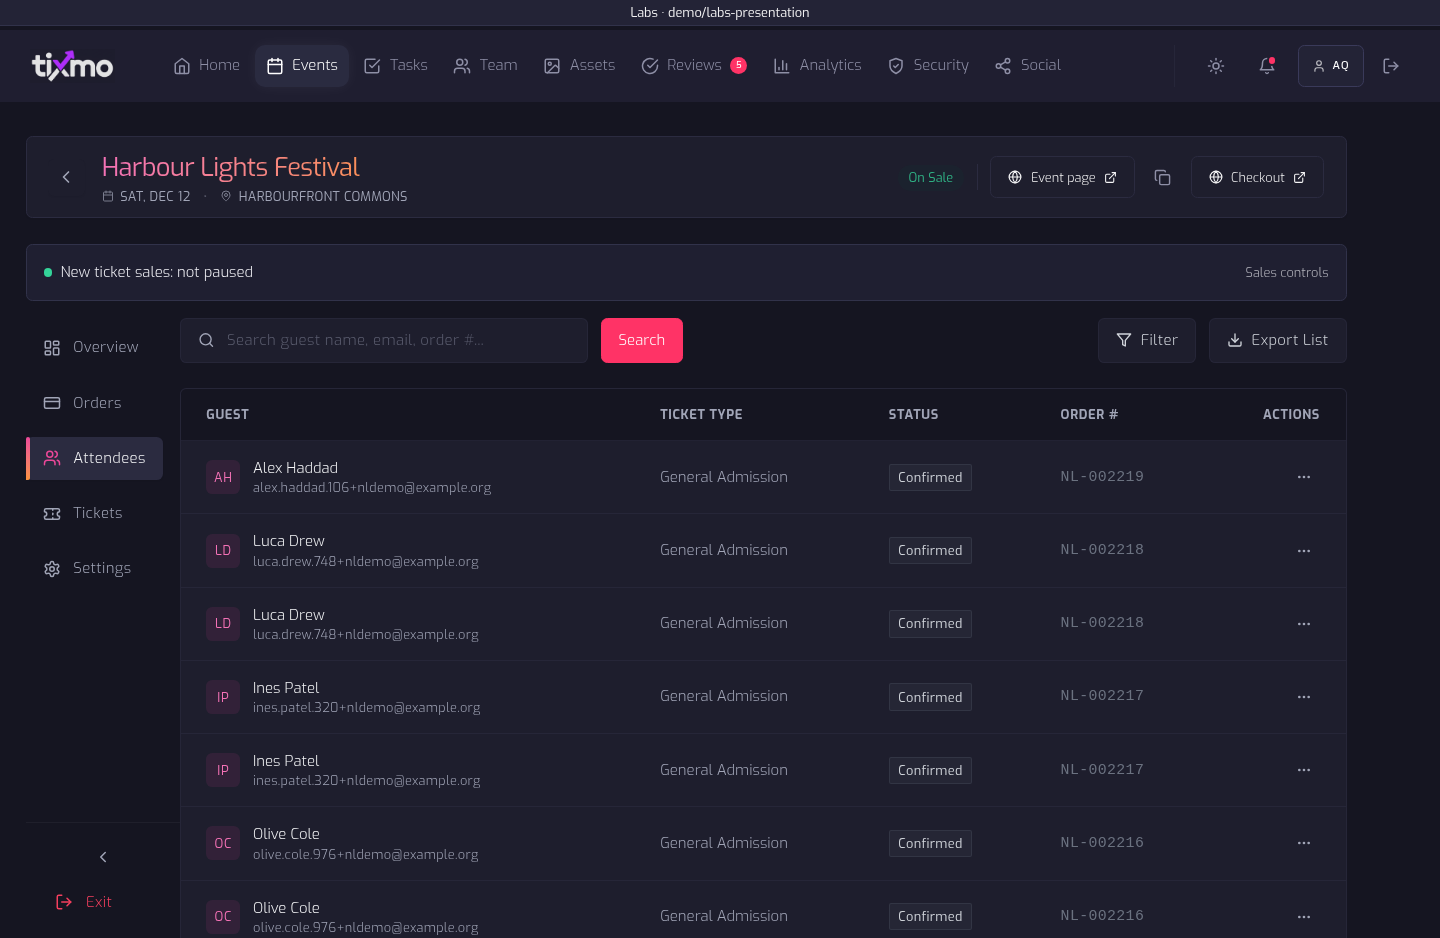 Labs · demo/labs-presentation
tixmo
Home
Events
Tasks
Team
Assets
Reviews 5
Analytics
Security
Social
AQ
Harbour Lights Festival
SAT, DEC 12 · HARBOURFRONT COMMONS
On Sale
Event page
Checkout
New ticket sales: not paused
Sales controls
Overview
Orders
Attendees
Tickets
Settings
Exit
Search guest name, email, order #...
Search
Filter
Export List
GUEST TICKET TYPE STATUS ORDER # ACTIONS
AH Alex Haddad General Admission Confirmed NL-002219
alex.haddad.106+nldemo@example.org
LD Luca Drew General Admission Confirmed NL-002218
luca.drew.748+nldemo@example.org
LD Luca Drew General Admission Confirmed NL-002218
luca.drew.748+nldemo@example.org
IP Ines Patel General Admission Confirmed NL-002217
ines.patel.320+nldemo@example.org
IP Ines Patel General Admission Confirmed NL-002217
ines.patel.320+nldemo@example.org
OC Olive Cole General Admission Confirmed NL-002216
olive.cole.976+nldemo@example.org
OC Olive Cole General Admission Confirmed NL-002216
olive.cole.976+nldemo@example.org